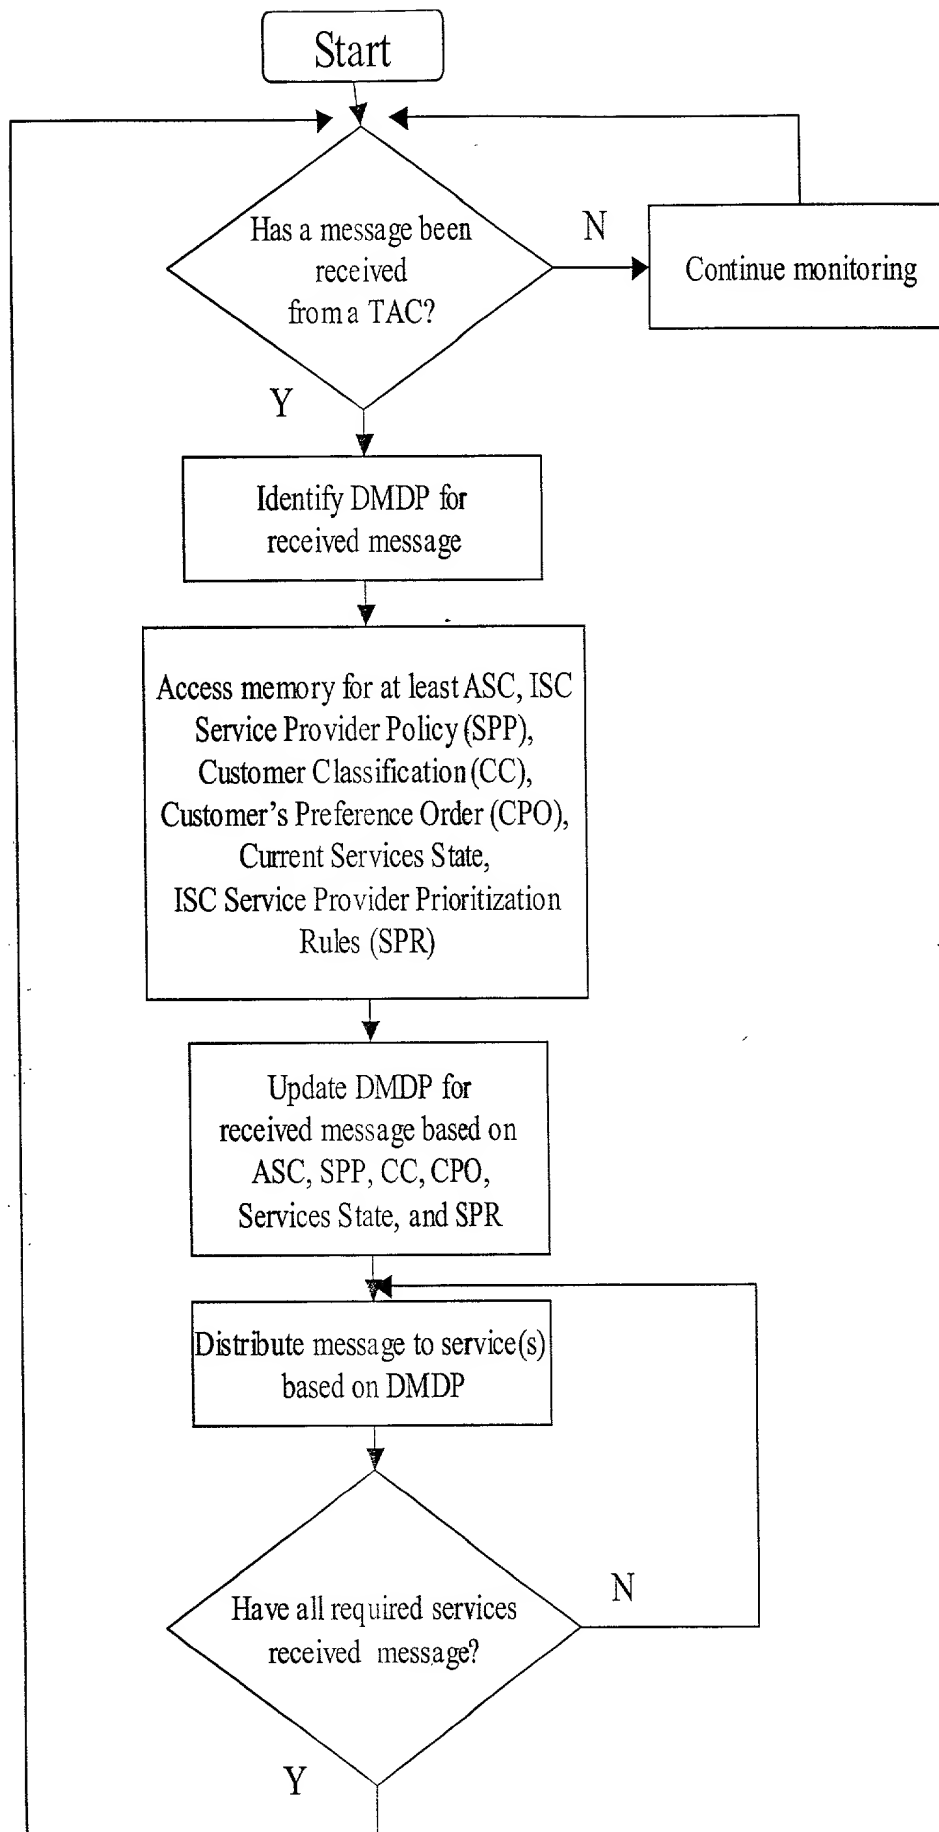 Start
Has a message been
received
from a TAC?
N
Continue monitoring
Y
Identify DMDP for
received message
Access memory for at least ASC, ISC
Service Provider Policy (SPP),
Customer Classification (CC),
Customer's Preference Order (CPO),
Current Services State,
ISC Service Provider Prioritization
Rules (SPR)
Update DMDP for
received message based on
ASC, SPP, CC, CPO,
Services State, and SPR
Distribute message to service(s)
based on DMDP
Have all required services
received message?
N
Y